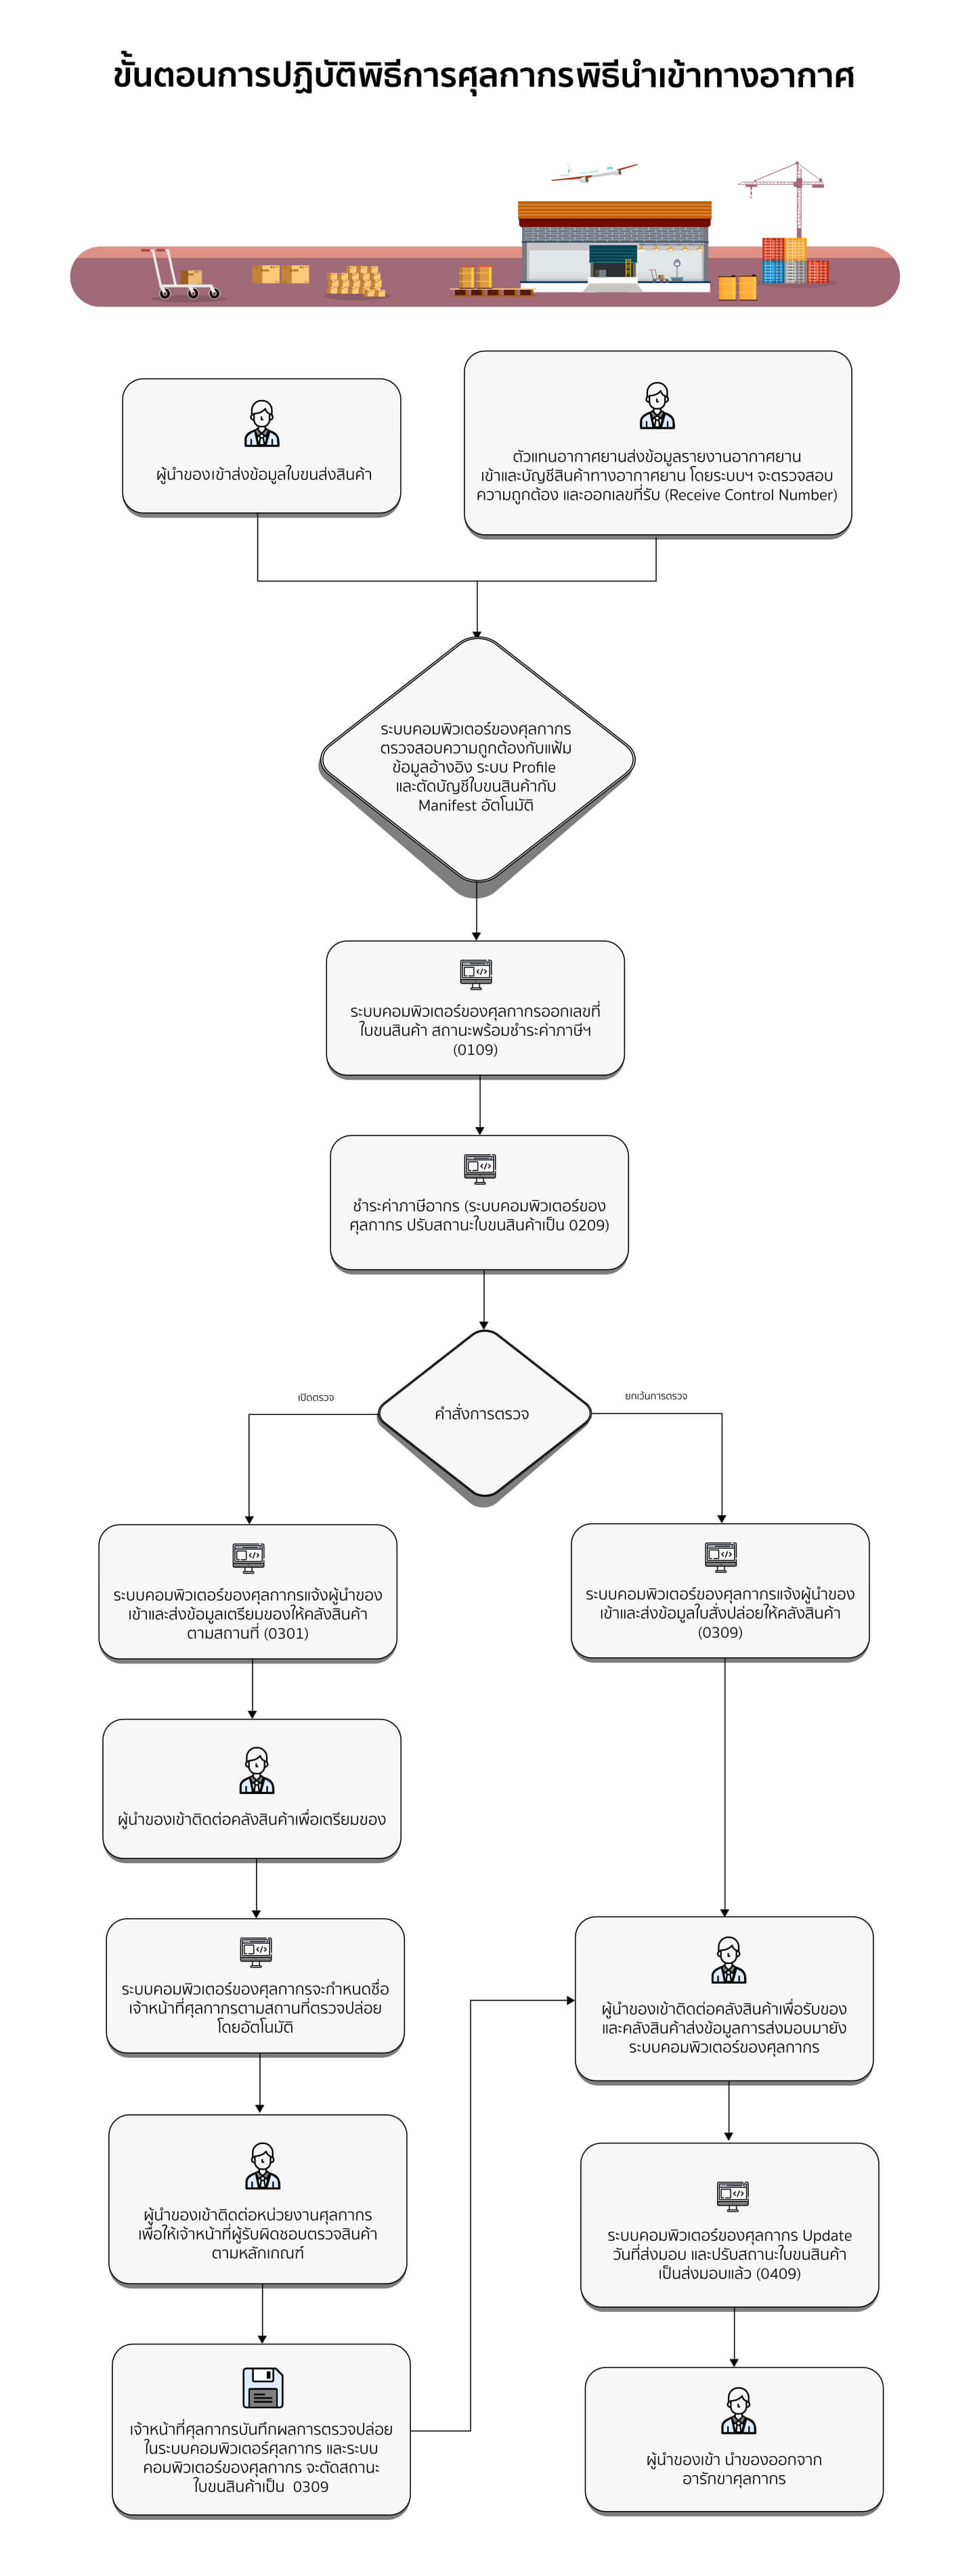 ขั้นตอนการปฏิบัติพิธีการศุลกากรพิธีนำเข้าทางอากาศ
ผู้นำของเข้าส่งข้อมูลใบขนส่งสินค้า
ตัวแทนอากาศยานส่งข้อมูลรายงานอากาศยาน
เข้าและบัญชีสินค้าทางอากาศยาน โดยระบบฯ จะตรวจสอบ
ความถูกต้อง และออกเลขที่รับ (Receive Control Number)
ระบบคอมพิวเตอร์ของศุลกากร
ตรวจสอบความถูกต้องกับแฟ้ม
ข้อมูลอ้างอิง ระบบ Profile
และตัดบัญชีใบขนสินค้ากับ
Manifest อัตโนมัติ
ระบบคอมพิวเตอร์ของศุลกากรออกเลขที่
ใบขนสินค้า สถานะพร้อมชำระค่าภาษีฯ
(0109)
ชำระค่าภาษีอากร (ระบบคอมพิวเตอร์ของ
ศุลกากร ปรับสถานะใบขนสินค้าเป็น 0209)
คำสั่งการตรวจ
เปิดตรวจ
ยกเว้นการตรวจ
ระบบคอมพิวเตอร์ของศุลกากรแจ้งผู้นำของ
เข้าและส่งข้อมูลเตรียมของให้คลังสินค้า
ตามสถานที่ (0301)
ระบบคอมพิวเตอร์ของศุลกากรแจ้งผู้นำของ
เข้าและส่งข้อมูลใบสั่งปล่อยให้คลังสินค้า
(0309)
ผู้นำของเข้าติดต่อคลังสินค้าเพื่อเตรียมของ
ระบบคอมพิวเตอร์ของศุลกากรจะกำหนดชื่อ
เจ้าหน้าที่ศุลกากรตามสถานที่ตรวจปล่อย
โดยอัตโนมัติ
ผู้นำของเข้าติดต่อคลังสินค้าเพื่อรับของ
และคลังสินค้าส่งข้อมูลการส่งมอบมายัง
ระบบคอมพิวเตอร์ของศุลกากร
ผู้นำของเข้าติดต่อหน่วยงานศุลกากร
เพื่อให้เจ้าหน้าที่ผู้รับผิดชอบตรวจสินค้า
ตามหลักเกณฑ์
ระบบคอมพิวเตอร์ของศุลกากร Update
วันที่ส่งมอบ และปรับสถานะใบขนสินค้า
เป็นส่งมอบแล้ว (0409)
เจ้าหน้าที่ศุลกากรบันทึกผลการตรวจปล่อย
ในระบบคอมพิวเตอร์ศุลกากร และระบบ
คอมพิวเตอร์ของศุลกากร จะตัดสถานะ
ใบขนสินค้าเป็น 0309
ผู้นำของเข้า นำของออกจาก
อารักขาศุลกากร